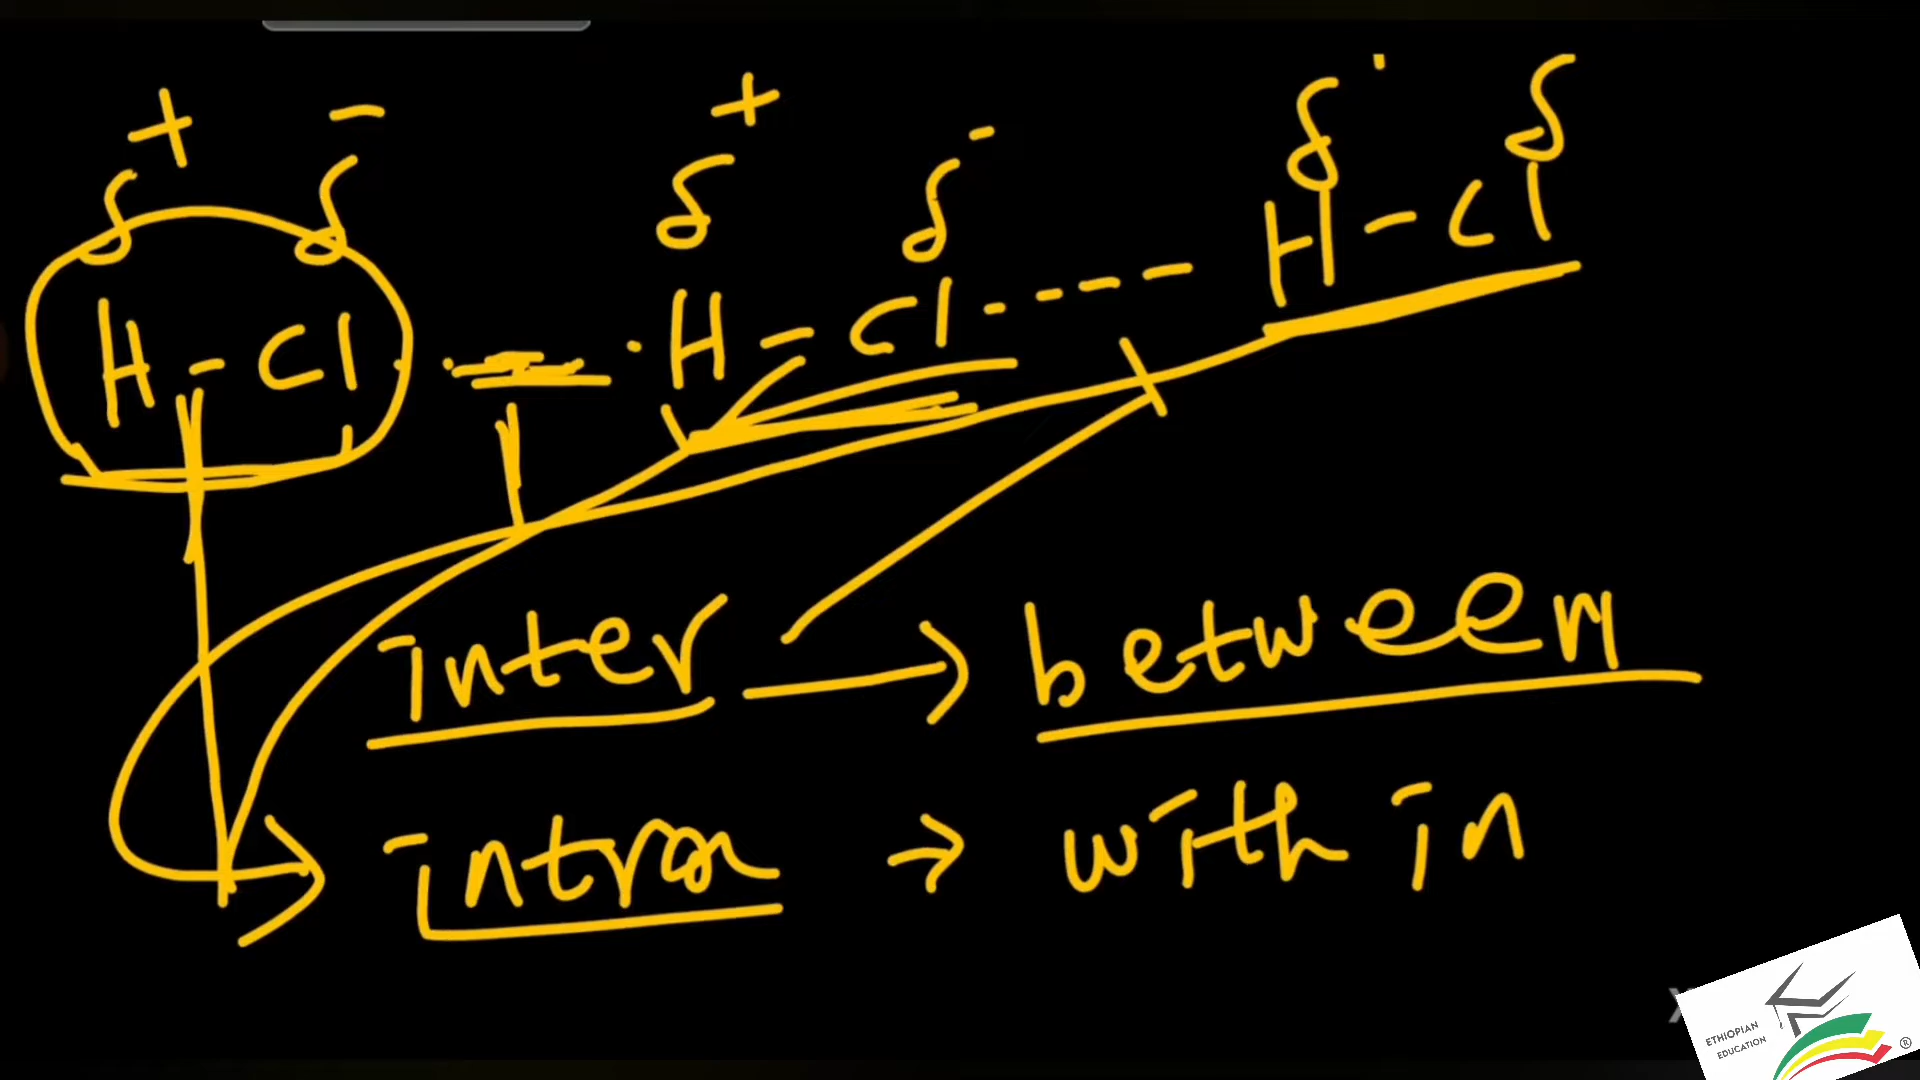 δ+ δ- δ+ δ- δ δ
H-Cl ---- H-Cl ---- H-Cl
inter → between
intra → with in
ETHIOPIAN
EDUCATION
®